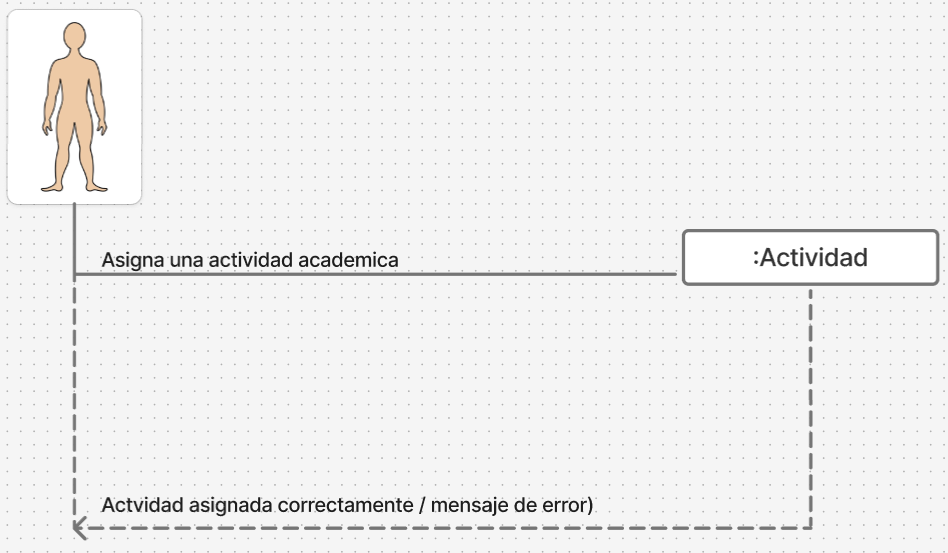 Asigna una actividad academica
:Actividad
Actvidad asignada correctamente / mensaje de error)